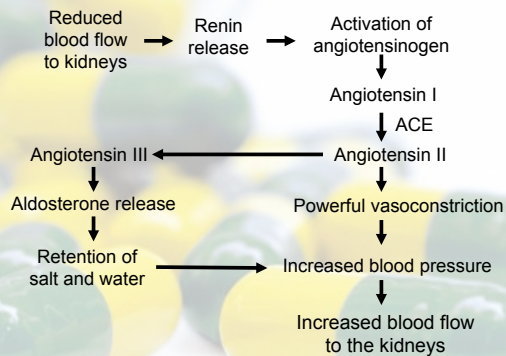 Reduced
blood flow
to kidneys
Renin
release
Activation of
angiotensinogen
Angiotensin I
ACE
Angiotensin III
Angiotensin II
Aldosterone release
Powerful vasoconstriction
Retention of
salt and water
Increased blood pressure
Increased blood flow
to the kidneys